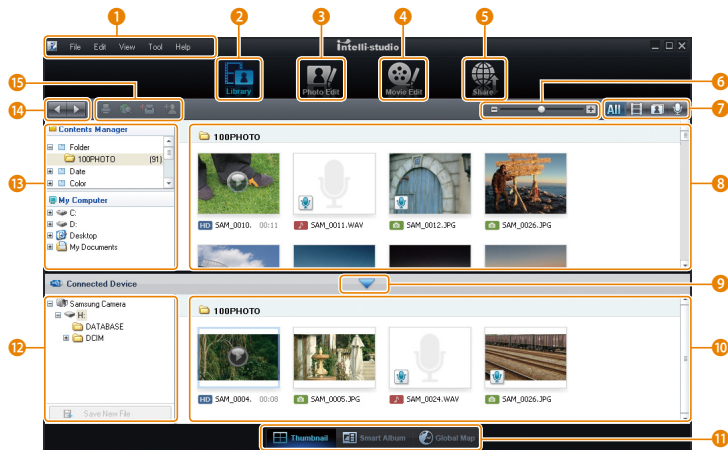 1 2 3 4 5
File Edit View Tool Help
intelli-studio
Library Photo Edit Movie Edit Share
6
15
14
All
7
Contents Manager
Folder
100PHOTO (91)
Date
Color
13
My Computer
C:
D:
Desktop
My Documents
100PHOTO
HD SAM_0010. 00:11 SAM_0011.WAV SAM_0012.JPG SAM_0026.JPG
8
Connected Device
9
Samsung Camera
H:
DATABASE
DCIM
12
Save New File
100PHOTO
HD SAM_0004. 00:08 SAM_0005.JPG SAM_0024.WAV SAM_0026.JPG
10
Thumbnail Smart Album Global Map
11